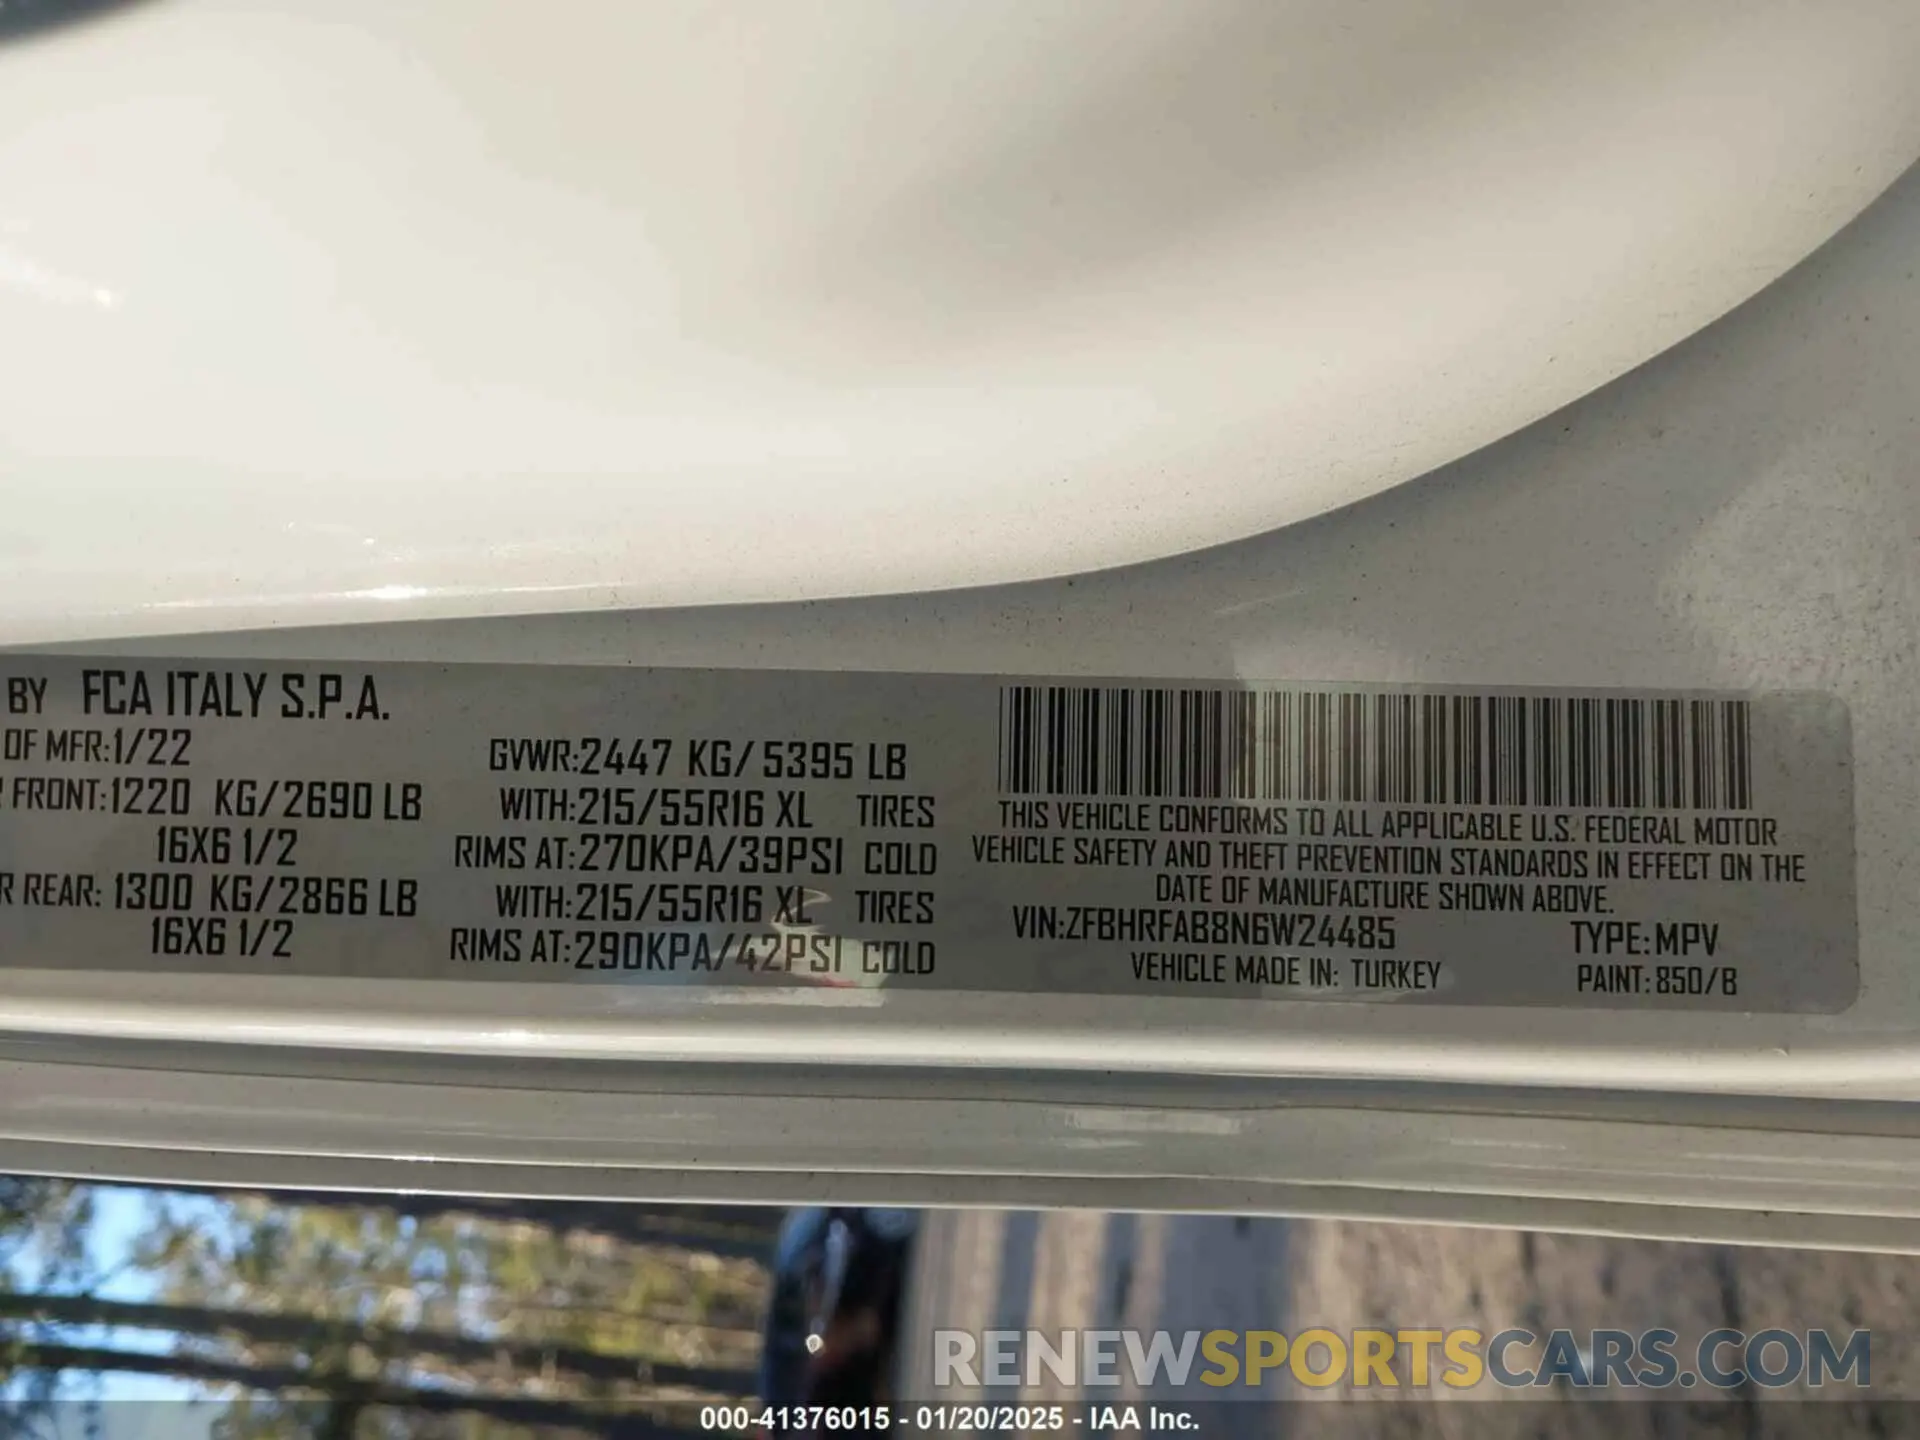 BY FCA ITALY S.P.A.
OF MFR:1/22
GVWR:2447 KG/5395 LB
FRONT:1220 KG/2690 LB
WITH:215/55R16 XL TIRES
16X6 1/2
RIMS AT:270KPA/39PSI COLD
R REAR: 1300 KG/2866 LB
WITH:215/55R16 XL TIRES
16X6 1/2
RIMS AT:290KPA/42PSI COLD
THIS VEHICLE CONFORMS TO ALL APPLICABLE U.S. FEDERAL MOTOR
VEHICLE SAFETY AND THEFT PREVENTION STANDARDS IN EFFECT ON THE
DATE OF MANUFACTURE SHOWN ABOVE.
VIN:ZFBHRFAB8N6W24485 TYPE:MPV
VEHICLE MADE IN: TURKEY PAINT:850/B
RENEWSPORTSCARS.COM
000-41376015 - 01/20/2025 - IAA Inc.